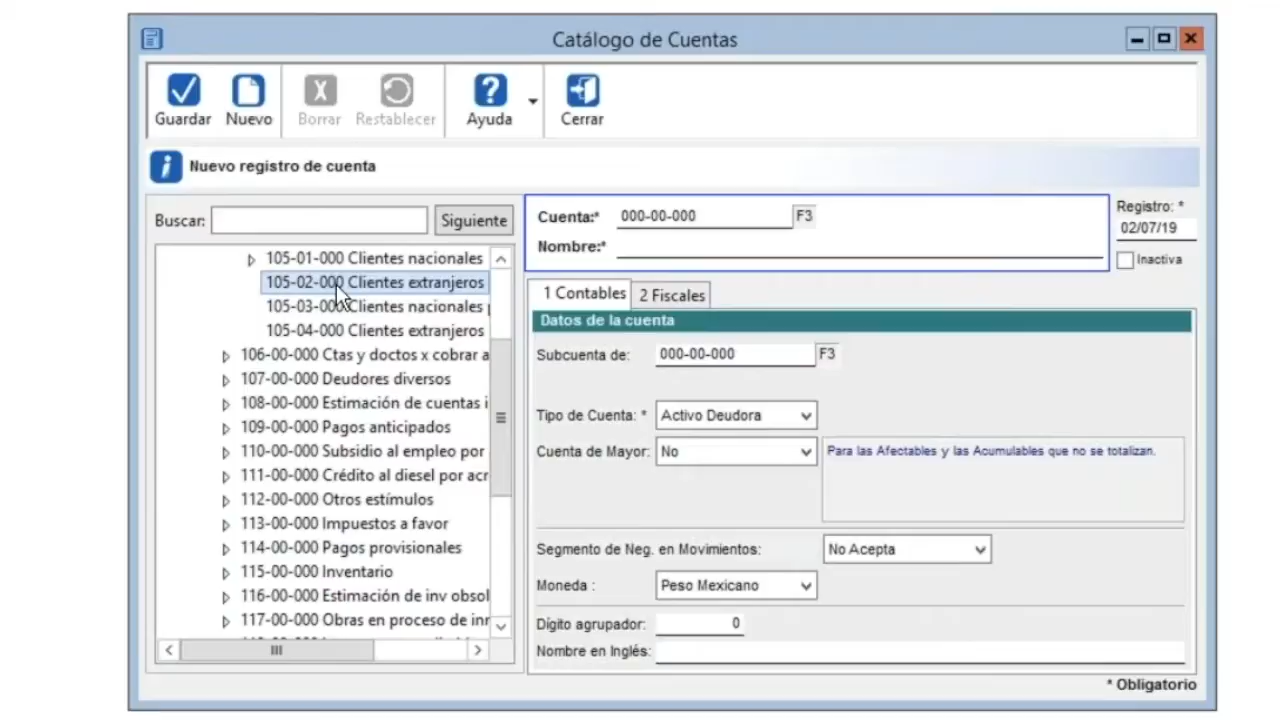 Catálogo de Cuentas
Guardar Nuevo Borrar Restablecer Ayuda Cerrar
Nuevo registro de cuenta
Buscar: Siguiente
105-01-000 Clientes nacionales
105-02-000 Clientes extranjeros
105-03-000 Clientes nacionales
105-04-000 Clientes extranjeros
106-00-000 Ctas y doctos x cobrar a
107-00-000 Deudores diversos
108-00-000 Estimación de cuentas i
109-00-000 Pagos anticipados
110-00-000 Subsidio al empleo por
111-00-000 Crédito al diesel por acr
112-00-000 Otros estímulos
113-00-000 Impuestos a favor
114-00-000 Pagos provisionales
115-00-000 Inventario
116-00-000 Estimación de inv obsol
117-00-000 Obras en proceso de inr
Cuenta:* 000-00-000 F3
Nombre:*
Registro: *
02/07/19
Inactiva
1 Contables 2 Fiscales
Datos de la cuenta
Subcuenta de: 000-00-000 F3
Tipo de Cuenta: * Activo Deudora
Cuenta de Mayor: No Para las Afectables y las Acumulables que no se totalizan.
Segmento de Neg. en Movimientos: No Acepta
Moneda : Peso Mexicano
Dígito agrupador: 0
Nombre en Inglés:
* Obligatorio